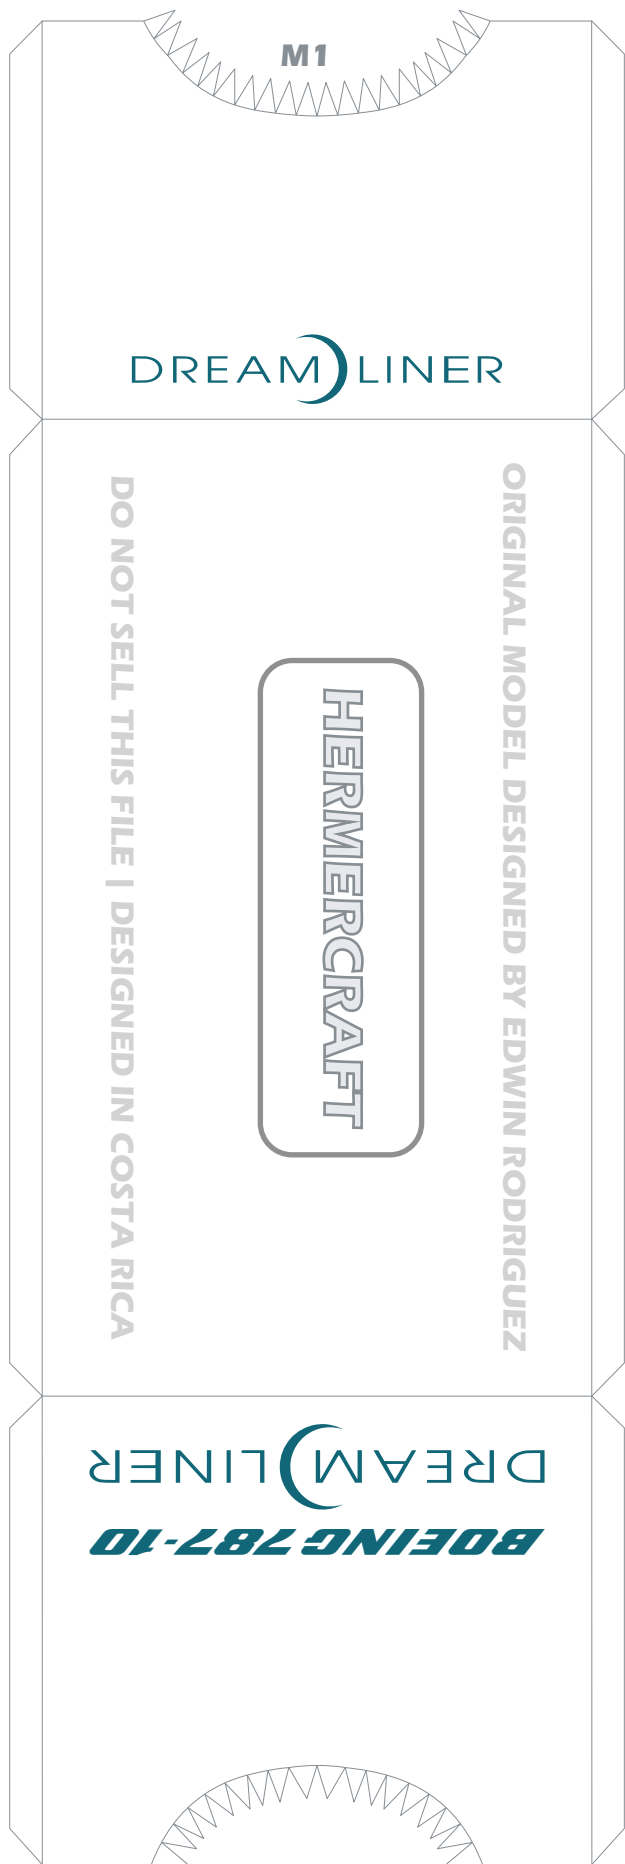 M1
DREAMLINER
ORIGINAL MODEL DESIGNED BY EDWIN RODRIGUEZ
HERMERCRAFT
DO NOT SELL THIS FILE | DESIGNED IN COSTA RICA
BOEING 787-10
DREAMLINER